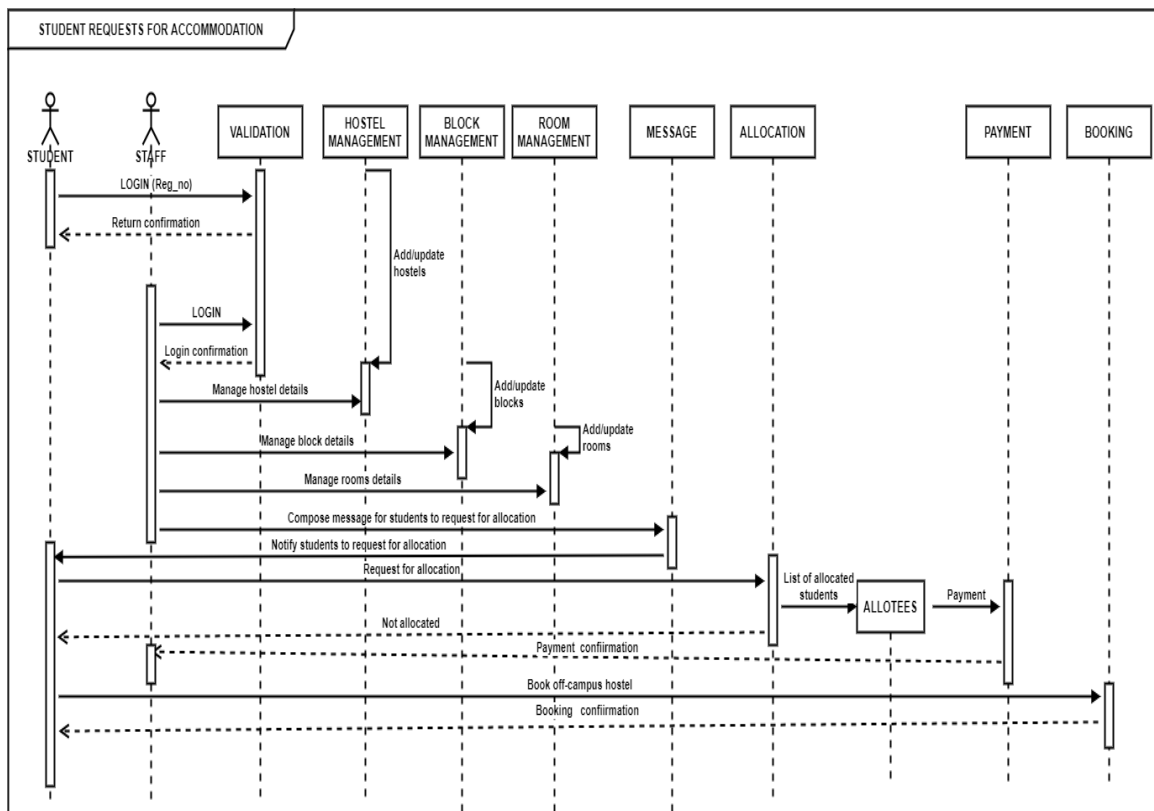 STUDENT REQUESTS FOR ACCOMMODATION
STUDENT
STAFF
VALIDATION
HOSTEL
MANAGEMENT
BLOCK
MANAGEMENT
ROOM
MANAGEMENT
MESSAGE
ALLOCATION
PAYMENT
BOOKING
LOGIN (Reg_no)
Return confirmation
Add/update
hostels
LOGIN
Login confirmation
Manage hostel details
Add/update
blocks
Manage block details
Add/update
rooms
Manage rooms details
Compose message for students to request for allocation
Notify students to request for allocation
Request for allocation
List of allocated
students
ALLOTEES
Payment
Not allocated
Payment confiirmation
Book off-campus hostel
Booking confiirmation